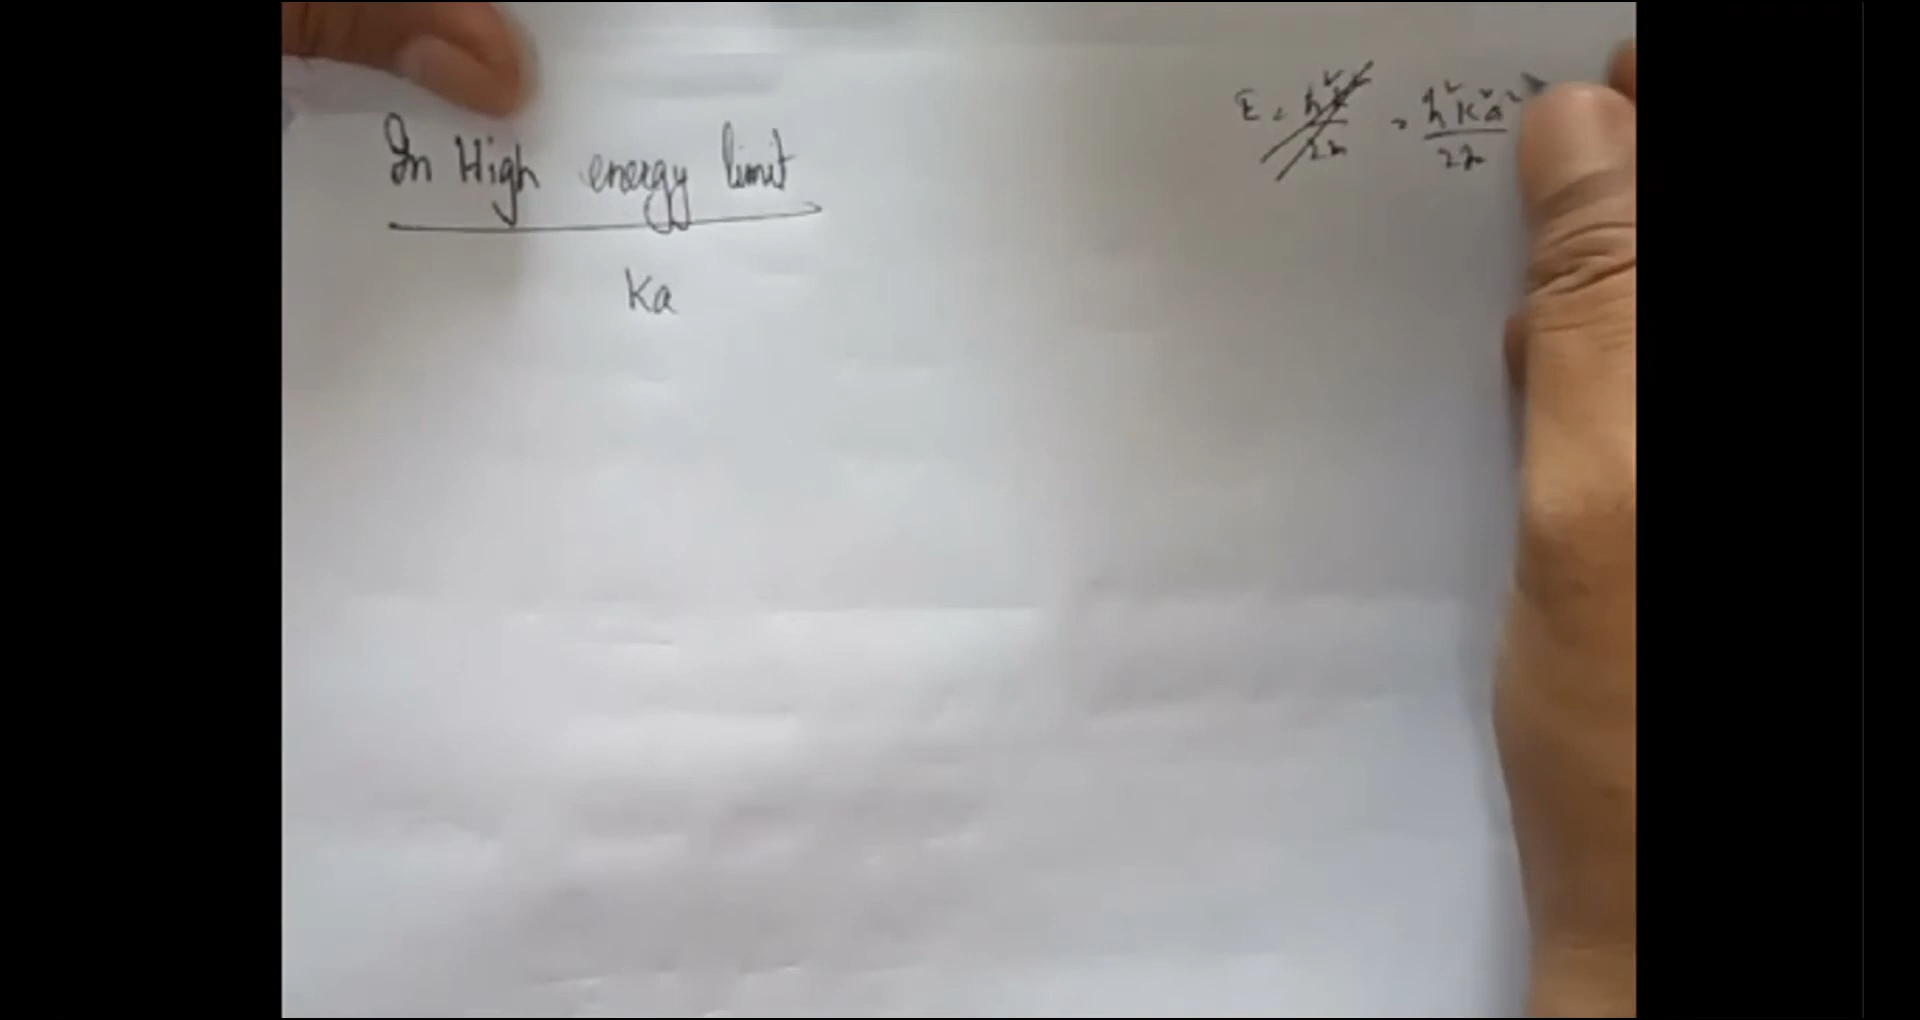 In High energy limit
E = ħ²k²/2m = ħ²K²a²/2m
Ka